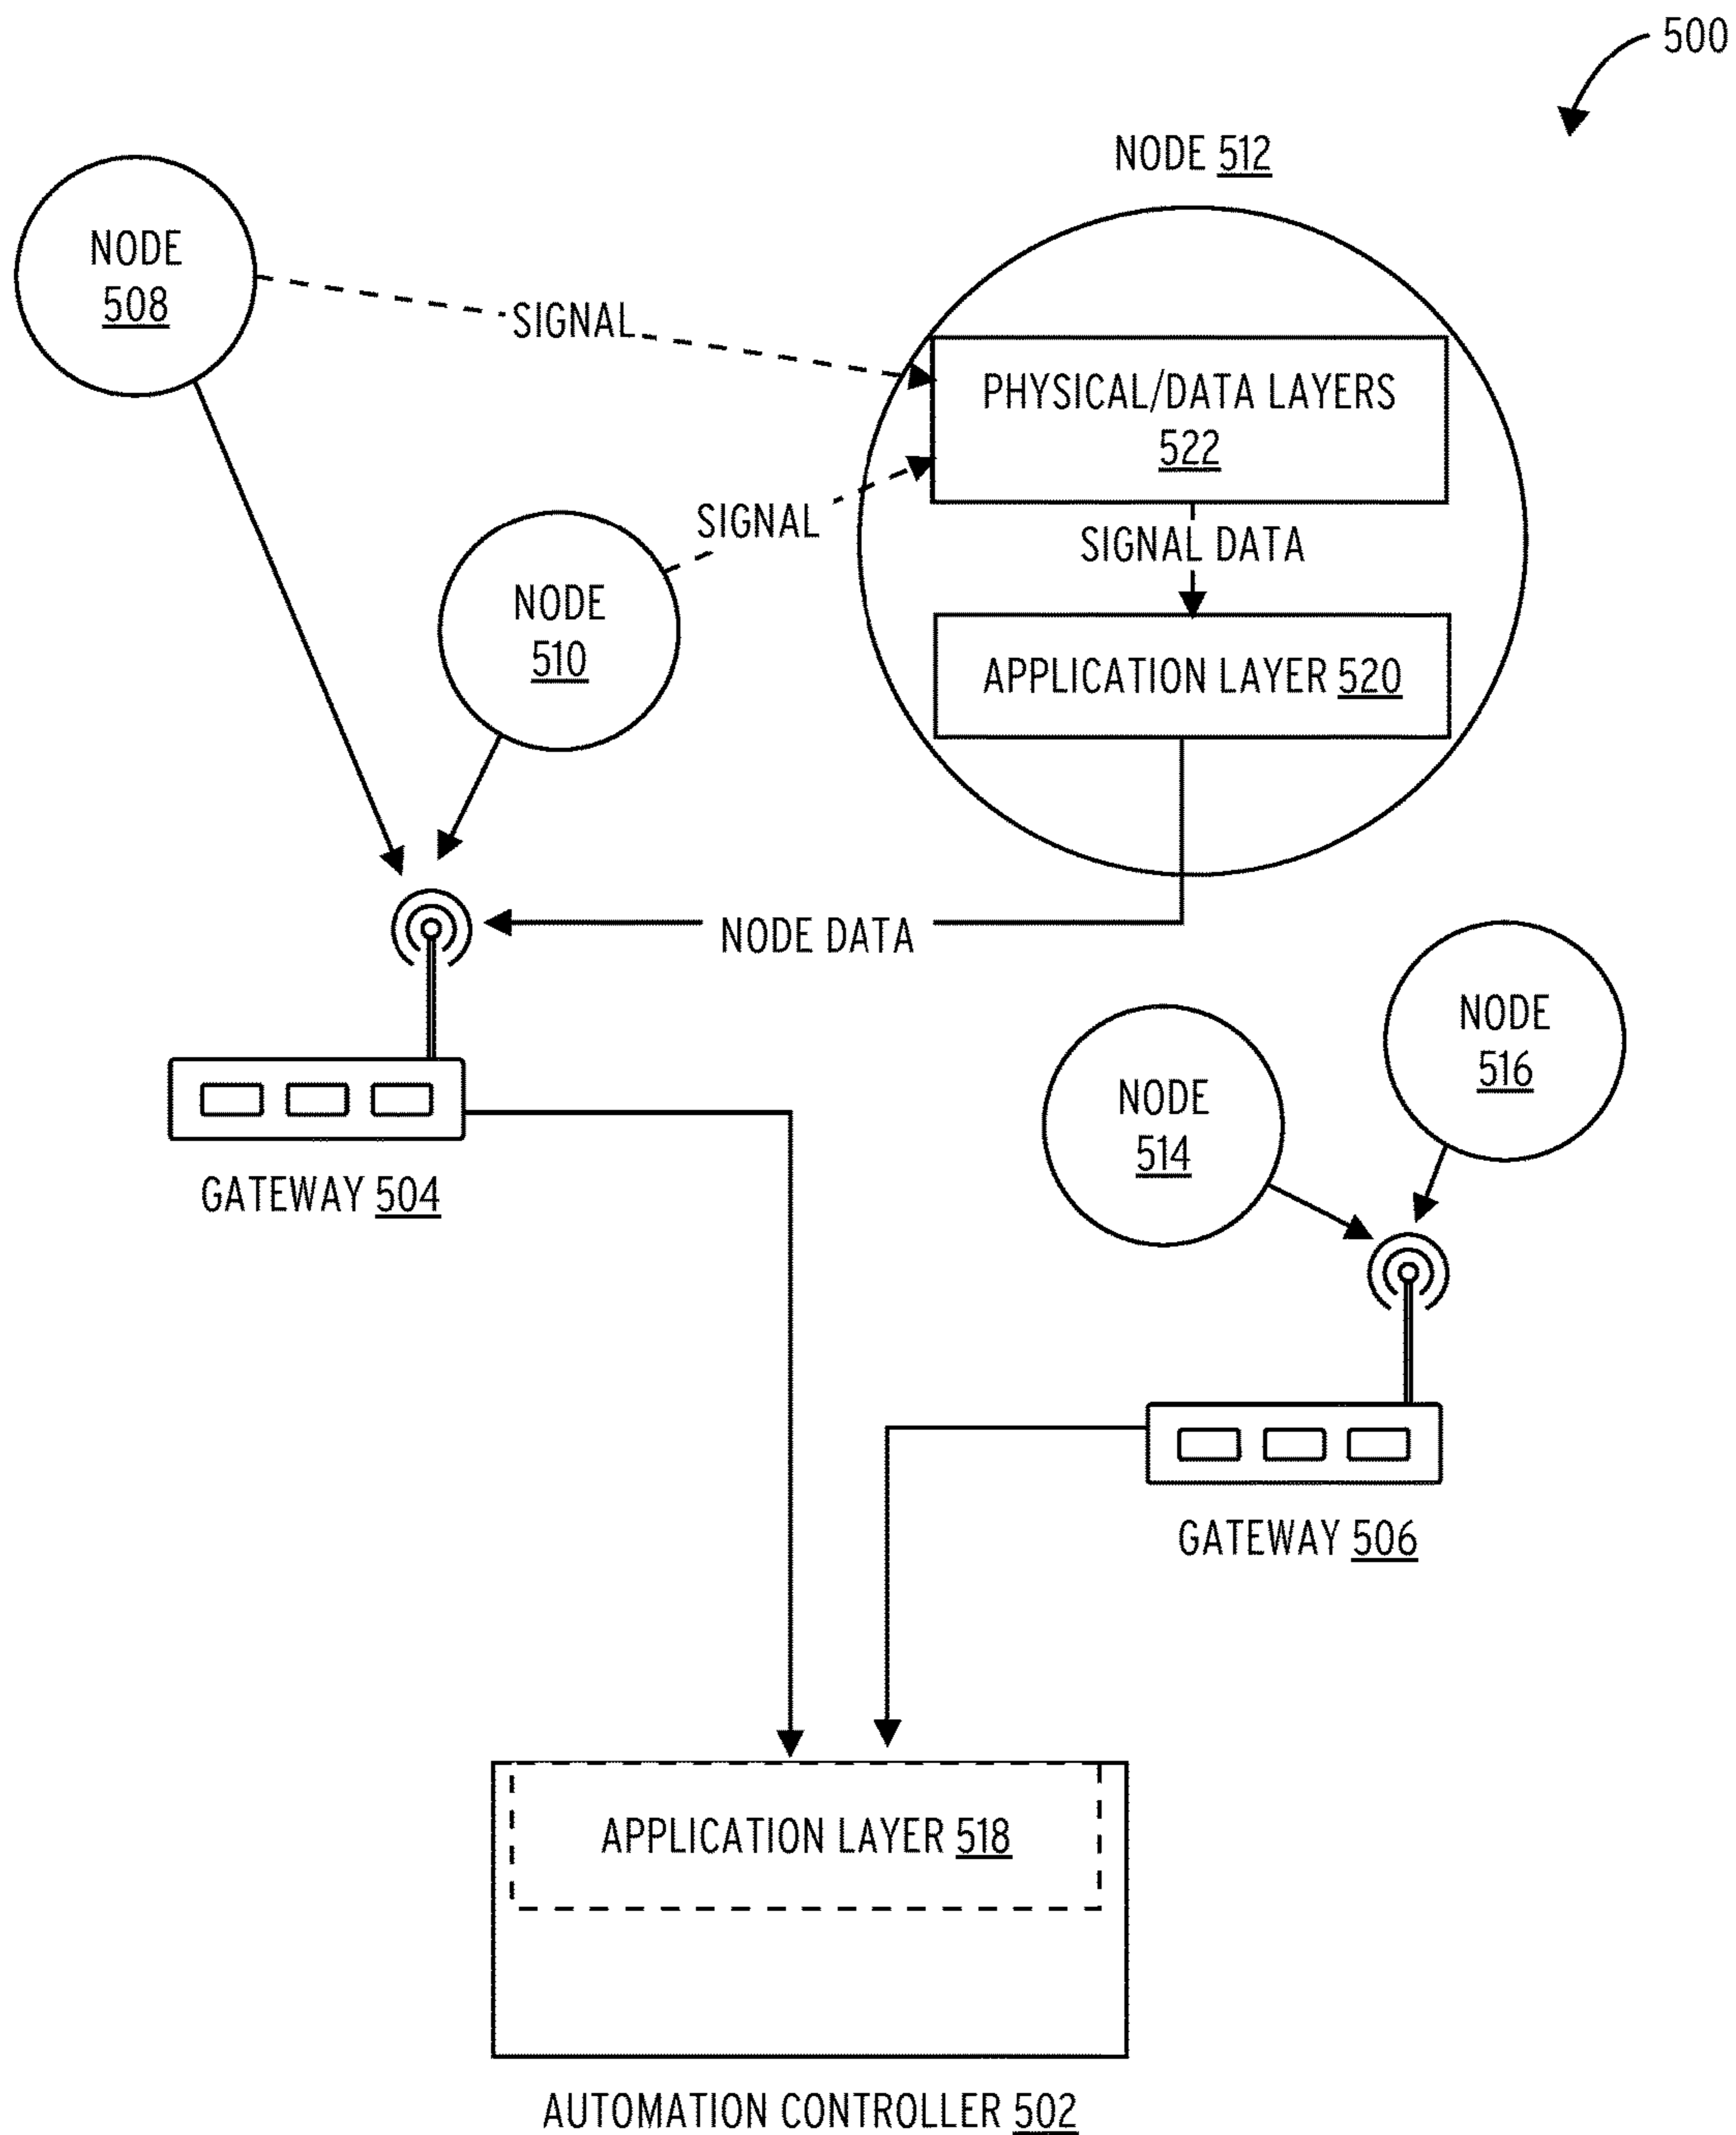 500
NODE 512
NODE
508
SIGNAL
PHYSICAL/DATA LAYERS
522
SIGNAL
SIGNAL DATA
NODE
510
APPLICATION LAYER 520
NODE DATA
NODE
516
NODE
514
GATEWAY 504
GATEWAY 506
APPLICATION LAYER 518
AUTOMATION CONTROLLER 502